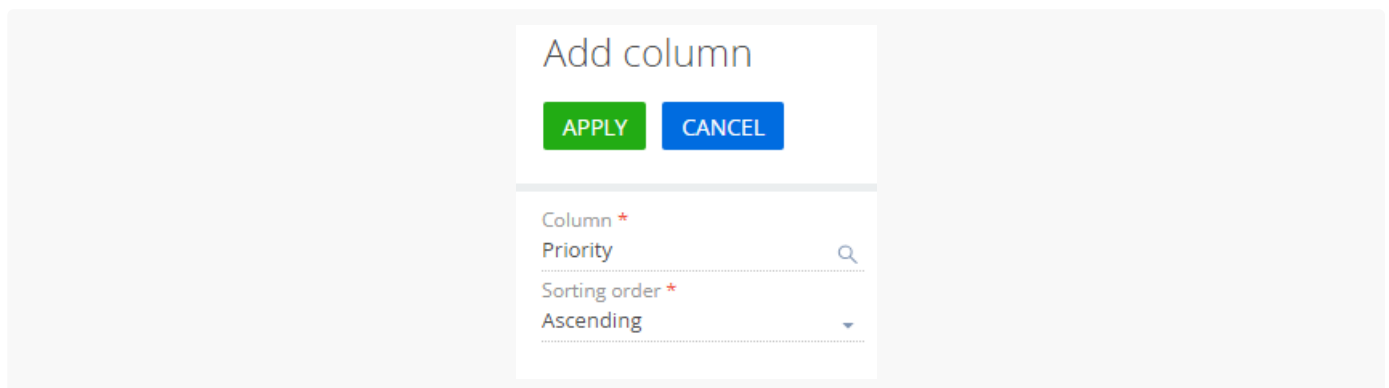 Add column
APPLY CANCEL
Column *
Priority
Sorting order *
Ascending